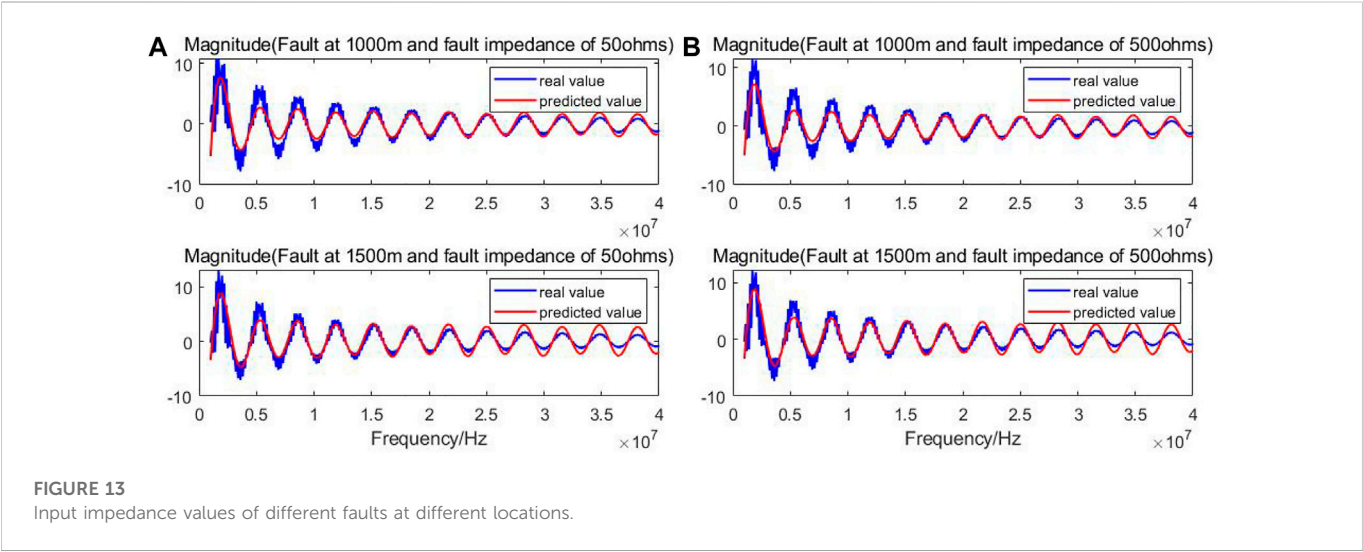 A
Magnitude(Fault at 1000m and fault impedance of 50ohms)
10
0
-10
real value
predicted value
0 0.5 1 1.5 2 2.5 3 3.5 4
×10^7
Magnitude(Fault at 1500m and fault impedance of 50ohms)
10
0
-10
real value
predicted value
0 0.5 1 1.5 2 2.5 3 3.5 4
Frequency/Hz
×10^7
B
Magnitude(Fault at 1000m and fault impedance of 500ohms)
10
0
-10
real value
predicted value
0 0.5 1 1.5 2 2.5 3 3.5 4
×10^7
Magnitude(Fault at 1500m and fault impedance of 500ohms)
10
0
-10
real value
predicted value
0 0.5 1 1.5 2 2.5 3 3.5 4
Frequency/Hz
×10^7
FIGURE 13
Input impedance values of different faults at different locations.